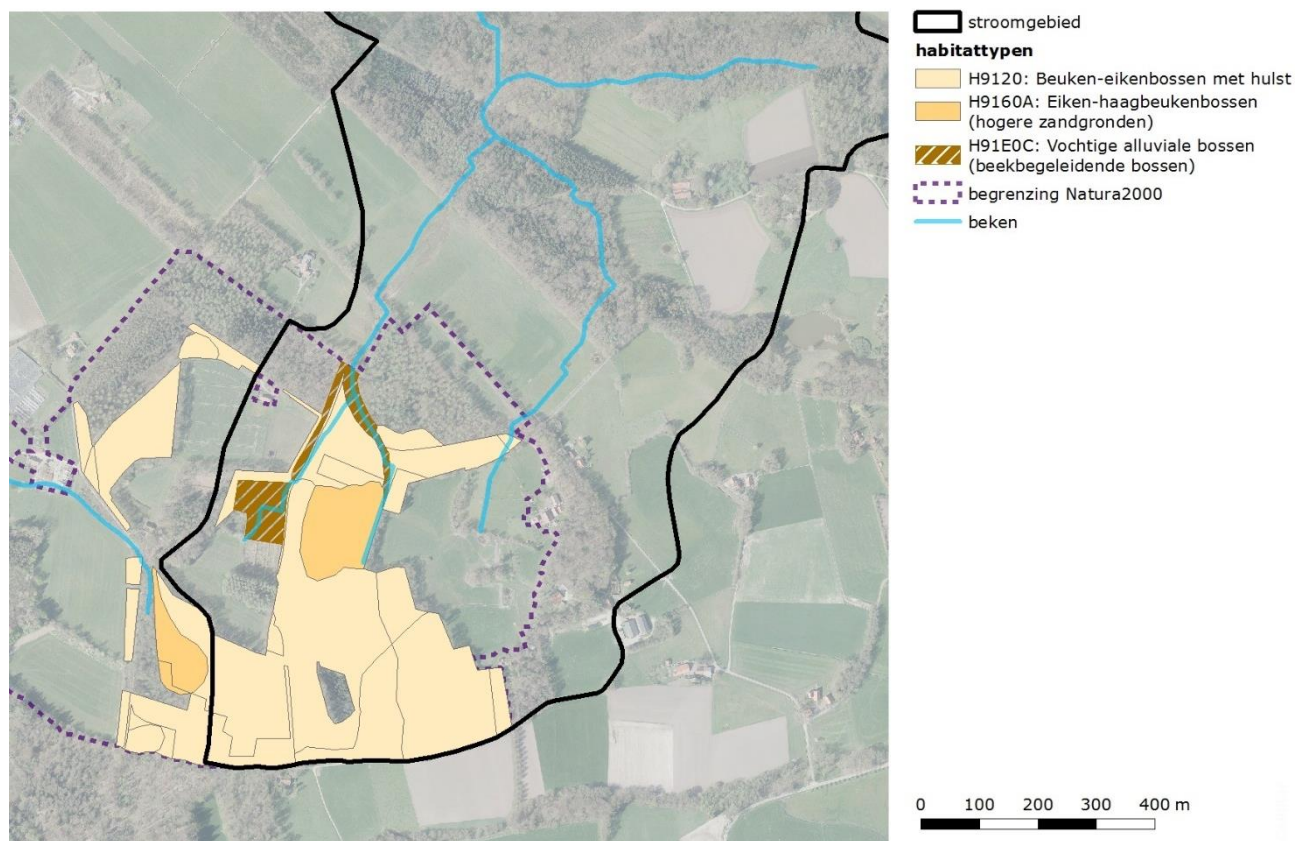 stroomgebied
habitattypen
H9120: Beuken-eikenbossen met hulst
H9160A: Eiken-haagbeukenbossen
(hogere zandgronden)
H91E0C: Vochtige alluviale bossen
(beekbegeleidende bossen)
begrenzing Natura2000
beken
0 100 200 300 400 m